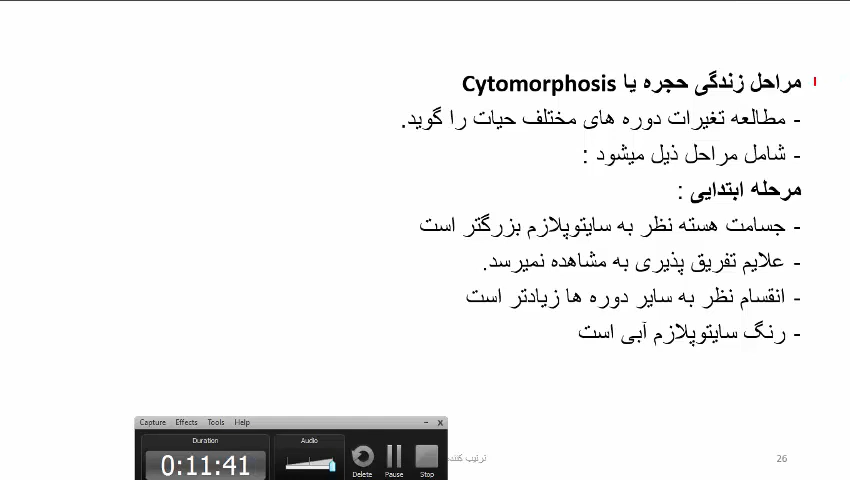 مراحل زندگی حجره یا Cytomorphosis
- مطالعه تغیرات دوره های مختلف حیات را گوید.
- شامل مراحل ذیل میشود :
مرحله ابتدایی :
- جسامت هسته نظر به سایتوپلازم بزرگتر است
- علایم تفریق پذیری به مشاهده نمیرسد.
- انقسام نظر به سایر دوره ها زیادتر است
- رنگ سایتوپلازم آبی است
Capture Effects Tools Help
Duration Audio
0:11:41
Delete Pause Stop
ترتیب کننده
26